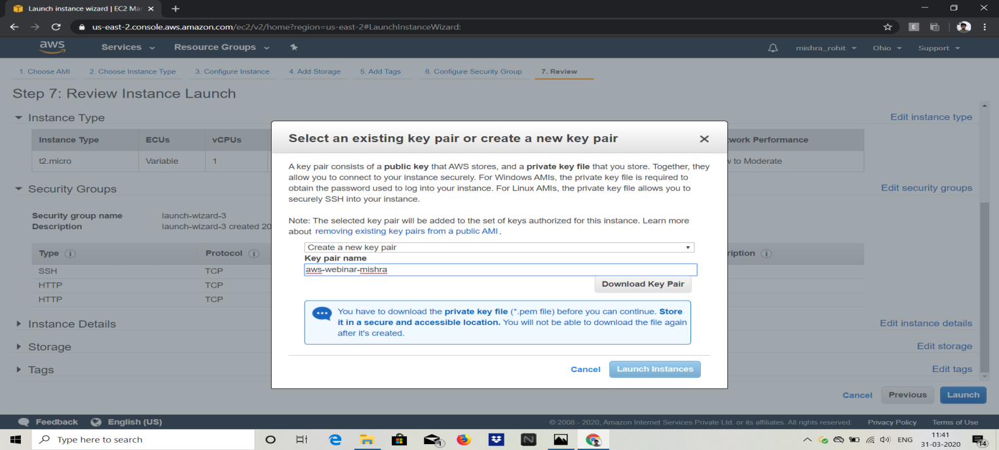 Launch instance wizard | EC2 Ma
us-east-2.console.aws.amazon.com/ec2/v2/home?region=us-east-2#LaunchInstanceWizard:
E
aws Services Resource Groups mishra_rohit Ohio Support
1. Choose AMI 2. Choose Instance Type 3. Configure Instance 4. Add Storage 5. Add Tags 6. Configure Security Group 7. Review
Step 7: Review Instance Launch
Instance Type Edit instance type
Instance Type ECUs vCPUs work Performance
t2.micro Variable 1 to Moderate
Security Groups Edit security groups
Security group name launch-wizard-3
Description launch-wizard-3 created 20
Type Protocol ription
SSH TCP
HTTP TCP
HTTP TCP
Instance Details Edit instance details
Storage Edit storage
Tags Edit tags
Select an existing key pair or create a new key pair
A key pair consists of a public key that AWS stores, and a private key file that you store. Together, they
allow you to connect to your instance securely. For Windows AMIs, the private key file is required to
obtain the password used to log into your instance. For Linux AMIs, the private key file allows you to
securely SSH into your instance.
Note: The selected key pair will be added to the set of keys authorized for this instance. Learn more
about removing existing key pairs from a public AMI.
Create a new key pair
Key pair name
aws-webinar-mishra
Download Key Pair
You have to download the private key file (*.pem file) before you can continue. Store
it in a secure and accessible location. You will not be able to download the file again
after it's created.
Cancel Launch Instances
Cancel Previous Launch
Feedback English (US) © 2008 - 2020, Amazon Internet Services Private Ltd. or its affiliates. All rights reserved. Privacy Policy Terms of Use
Type here to search 1 ENG 11:41
31-03-2020 14